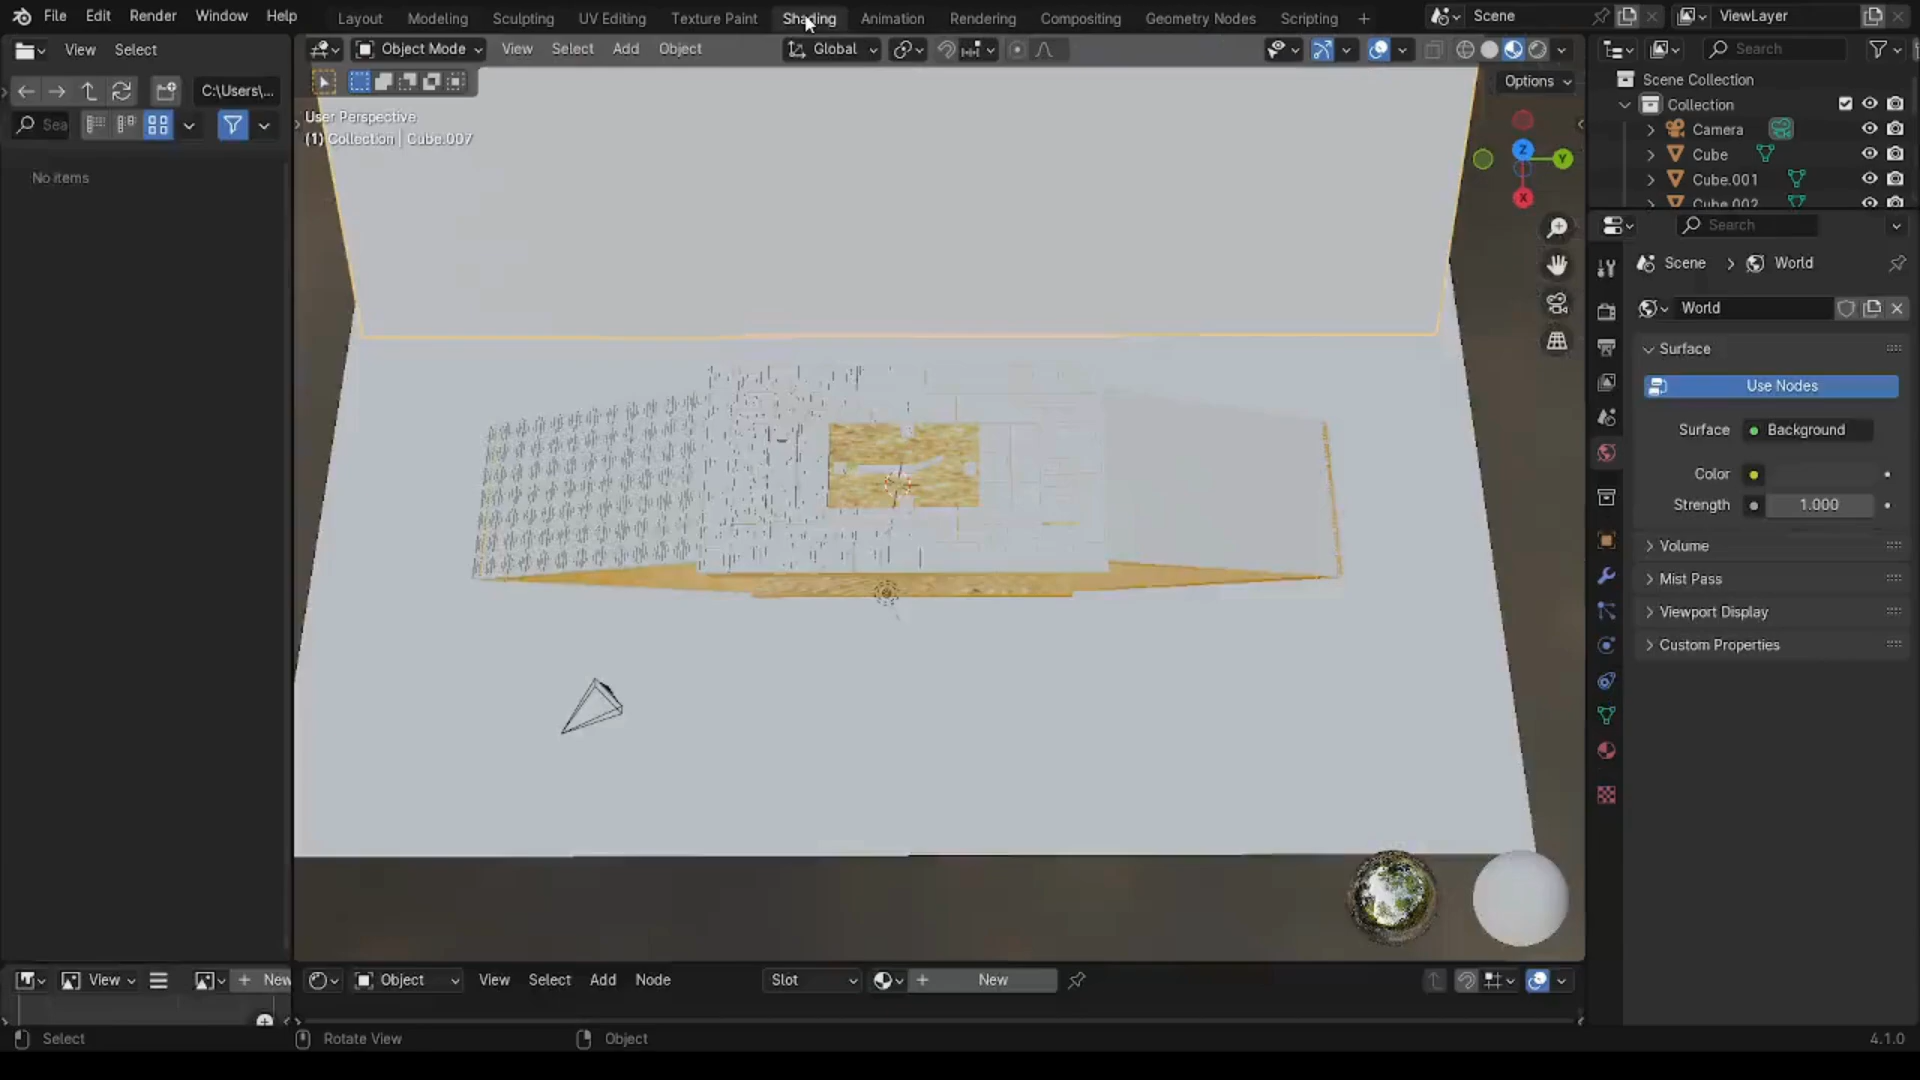 File Edit Render Window Help Layout Modeling Sculpting UV Editing Texture Paint Shading Animation Rendering Compositing Geometry Nodes Scripting + Scene ViewLayer
View Select Object Mode View Select Add Object Global Search
C:\Users\... Options Scene Collection
Collection
User Perspective
(1) Collection | Cube.007
Sea
Camera
Cube
Cube.001
Cube.002
No items
Search
Scene > World
World
Surface
Use Nodes
Surface Background
Color
Strength 1.000
Volume
Mist Pass
Viewport Display
Custom Properties
X
Y
Z
View New Object View Select Add Node Slot New
Select Rotate View Object 4.1.0